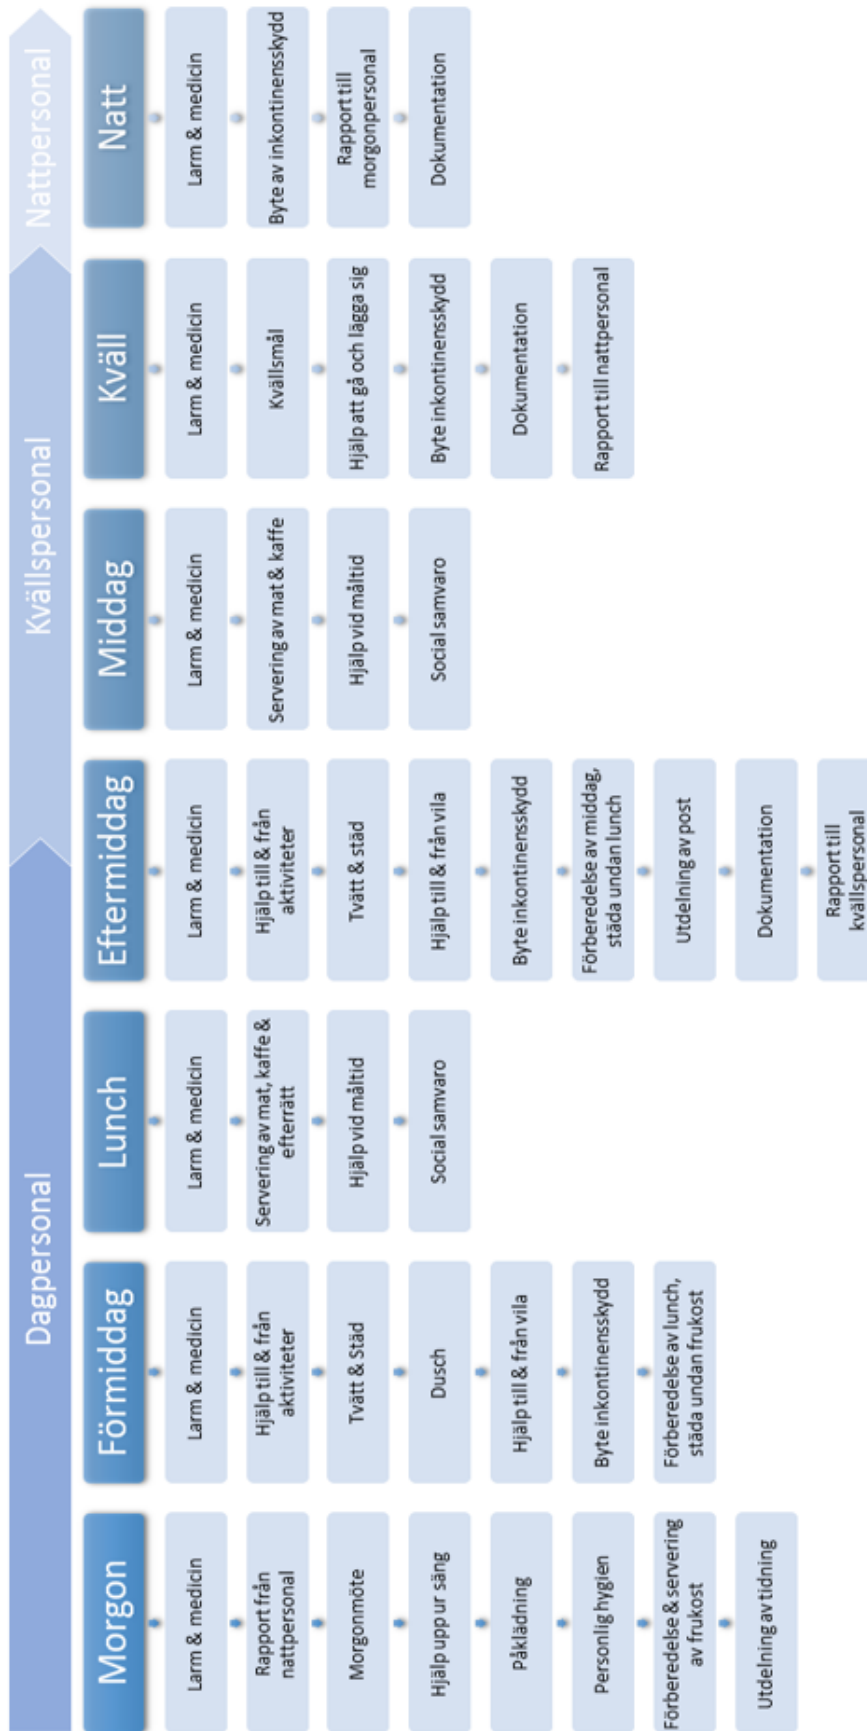 Dagpersonal
Kvällspersonal
Nattpersonal
Morgon
Larm & medicin
Rapport från
nattpersonal
Morgonmöte
Hjälp upp ur säng
Påklädning
Personlig hygien
Förberedelse & servering
av frukost
Utdelning av tidning
Förmiddag
Larm & medicin
Hjälp till & från
aktiviteter
Tvätt & Städ
Dusch
Hjälp till & från vila
Byte inkontinensskydd
Förberedelse av lunch,
städa undan frukost
Lunch
Larm & medicin
Servering av mat, kaffe &
efterrätt
Hjälp vid måltid
Social samvaro
Eftermiddag
Larm & medicin
Hjälp till & från
aktiviteter
Tvätt & städ
Hjälp till & från vila
Byte inkontinensskydd
Förberedelse av middag,
städa undan lunch
Utdelning av post
Dokumentation
Rapport till
kvällspersonal
Middag
Larm & medicin
Servering av mat & kaffe
Hjälp vid måltid
Social samvaro
Kväll
Larm & medicin
Kvällsmål
Hjälp att gå och lägga sig
Byte inkontinensskydd
Dokumentation
Rapport till nattpersonal
Natt
Larm & medicin
Byte av inkontinensskydd
Rapport till
morgonpersonal
Dokumentation